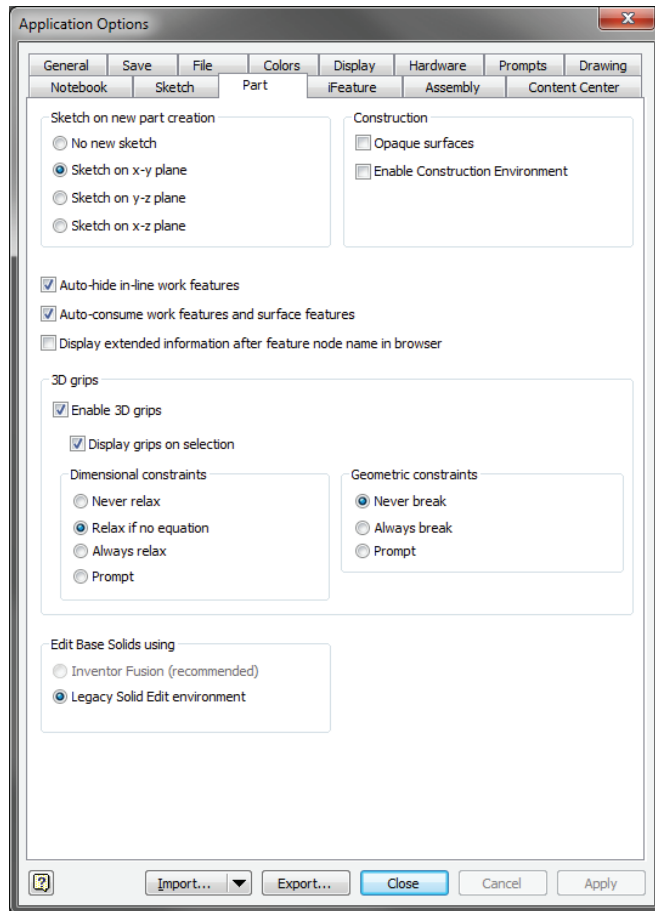 Application Options
General Save File Colors Display Hardware Prompts Drawing
Notebook Sketch Part iFeature Assembly Content Center
Sketch on new part creation
No new sketch
Sketch on x-y plane
Sketch on y-z plane
Sketch on x-z plane
Construction
Opaque surfaces
Enable Construction Environment
Auto-hide in-line work features
Auto-consume work features and surface features
Display extended information after feature node name in browser
3D grips
Enable 3D grips
Display grips on selection
Dimensional constraints
Never relax
Relax if no equation
Always relax
Prompt
Geometric constraints
Never break
Always break
Prompt
Edit Base Solids using
Inventor Fusion (recommended)
Legacy Solid Edit environment
? Import... Export... Close Cancel Apply